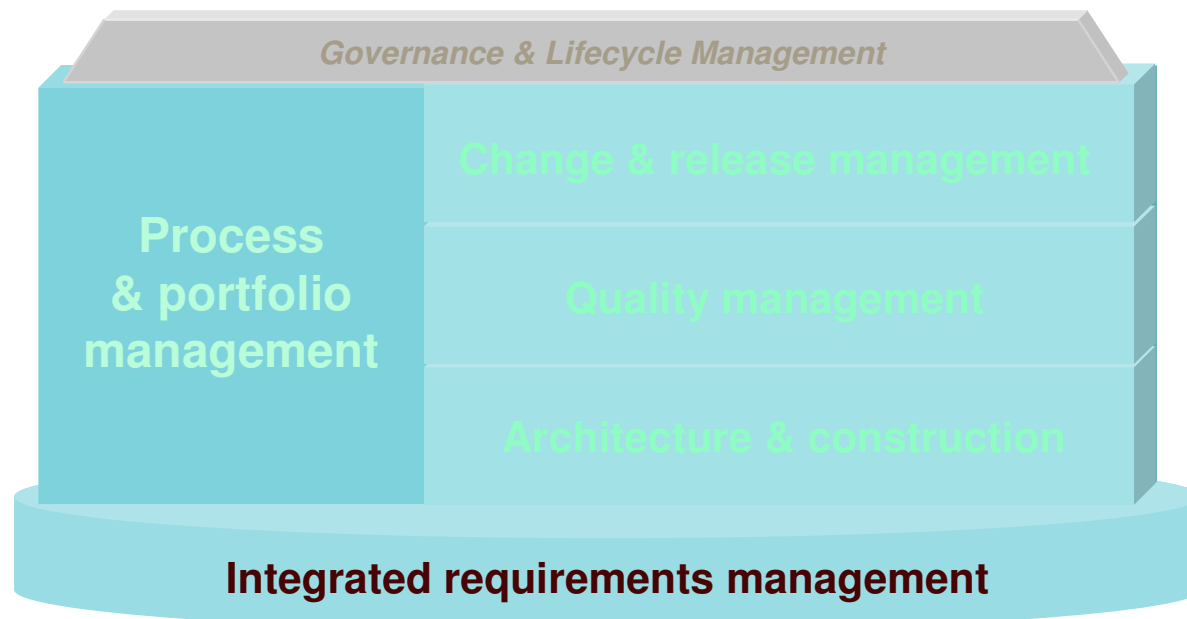 Governance & Lifecycle Management
Process
& portfolio
management
Change & release management
Quality management
Architecture & construction
Integrated requirements management